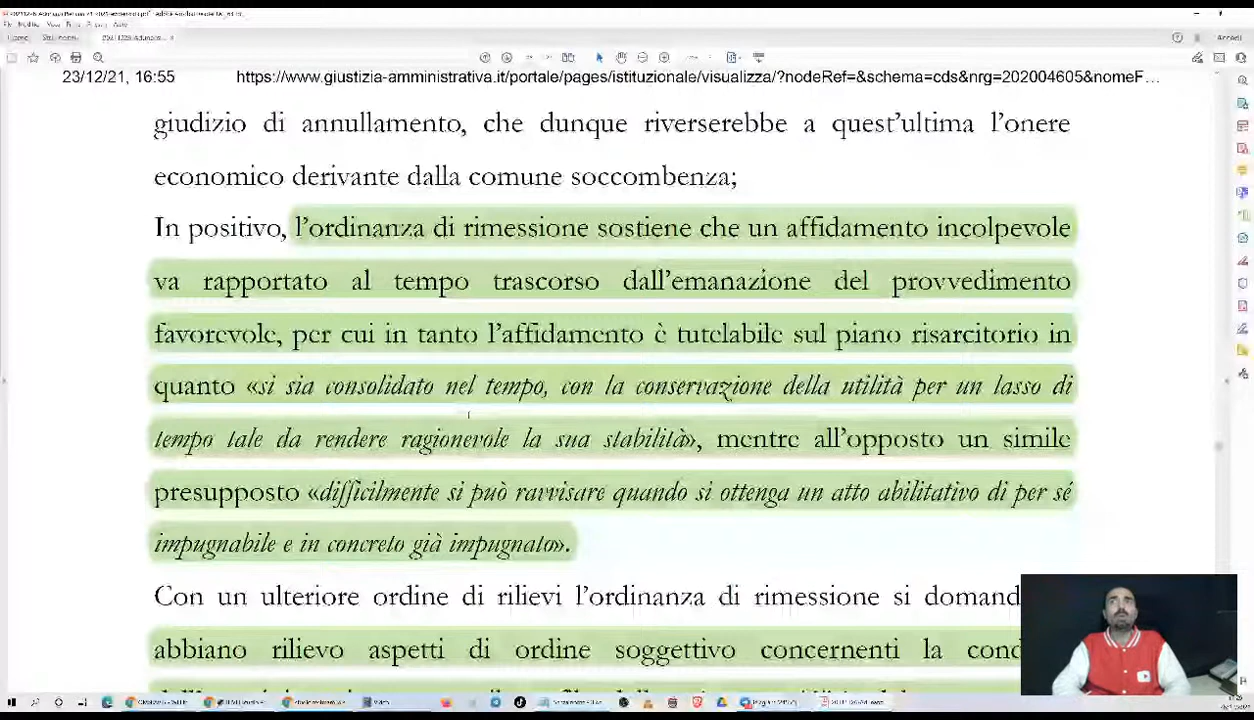 23/12/21, 16:55 https://www.giustizia-amministrativa.it/portale/pages/istituzionale/visualizza/?nodeRef=&schema=cds&nrg=202004605&nomeF…
giudizio di annullamento, che dunque riverserebbe a quest'ultima l'onere
economico derivante dalla comune soccombenza;
In positivo, l'ordinanza di rimessione sostiene che un affidamento incolpevole
va rapportato al tempo trascorso dall'emanazione del provvedimento
favorevole, per cui in tanto l'affidamento è tutelabile sul piano risarcitorio in
quanto «si sia consolidato nel tempo, con la conservazione della utilità per un lasso di
tempo tale da rendere ragionevole la sua stabilità», mentre all'opposto un simile
presupposto «difficilmente si può ravvisare quando si ottenga un atto abilitativo di per sé
impugnabile e in concreto già impugnato».
Con un ulteriore ordine di rilievi l'ordinanza di rimessione si domand
abbiano rilievo aspetti di ordine soggettivo concernenti la cond